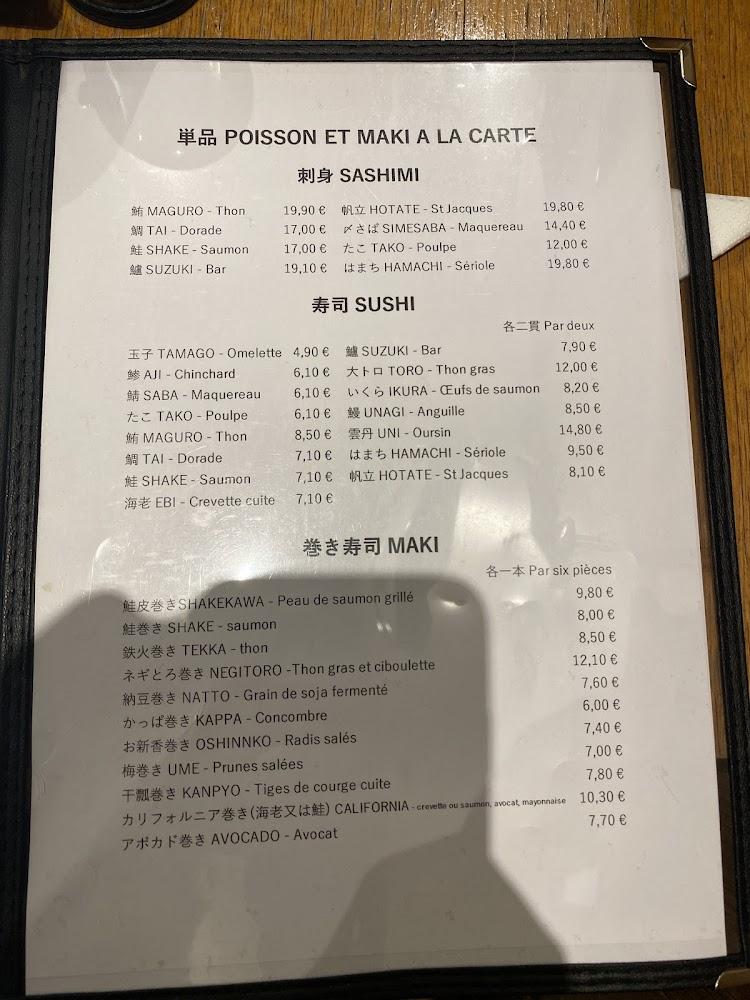 単品 POISSON ET MAKI A LA CARTE
刺身 SASHIMI
鮪 MAGURO - Thon 19,90 € 帆立 HOTATE - St Jacques 19,80 €
鯛 TAI - Dorade 17,00 € 〆さば SIMESABA - Maquereau 14,40 €
鮭 SHAKE - Saumon 17,00 € たこ TAKO - Poulpe 12,00 €
鱸 SUZUKI - Bar 19,10 € はまち HAMACHI - Sériole 19,80 €
寿司 SUSHI
各二貫 Par deux
玉子 TAMAGO - Omelette 4,90 € 鱸 SUZUKI - Bar 7,90 €
鯵 AJI - Chinchard 6,10 € 大トロ TORO - Thon gras 12,00 €
鯖 SABA - Maquereau 6,10 € いくら IKURA - Œufs de saumon 8,20 €
たこ TAKO - Poulpe 6,10 € 鰻 UNAGI - Anguille 8,50 €
鮪 MAGURO - Thon 8,50 € 雲丹 UNI - Oursin 14,80 €
鯛 TAI - Dorade 7,10 € はまち HAMACHI - Sériole 9,50 €
鮭 SHAKE - Saumon 7,10 € 帆立 HOTATE - St Jacques 8,10 €
海老 EBI - Crevette cuite 7,10 €
巻き寿司 MAKI
各一本 Par six pièces
鮭皮巻きSHAKEKAWA - Peau de saumon grillé 9,80 €
鮭巻き SHAKE - saumon 8,00 €
鉄火巻き TEKKA - thon 8,50 €
ネギとろ巻き NEGITORO -Thon gras et ciboulette 12,10 €
納豆巻き NATTO - Grain de soja fermenté 7,60 €
かっぱ巻き KAPPA - Concombre 6,00 €
お新香巻き OSHINNKO - Radis salés 7,40 €
梅巻き UME - Prunes salées 7,00 €
干瓢巻き KANPYO - Tiges de courge cuite 7,80 €
カリフォルニア巻き(海老又は鮭) CALIFORNIA - crevette ou saumon, avocat, mayonnaise 10,30 €
アボカド巻き AVOCADO - Avocat 7,70 €